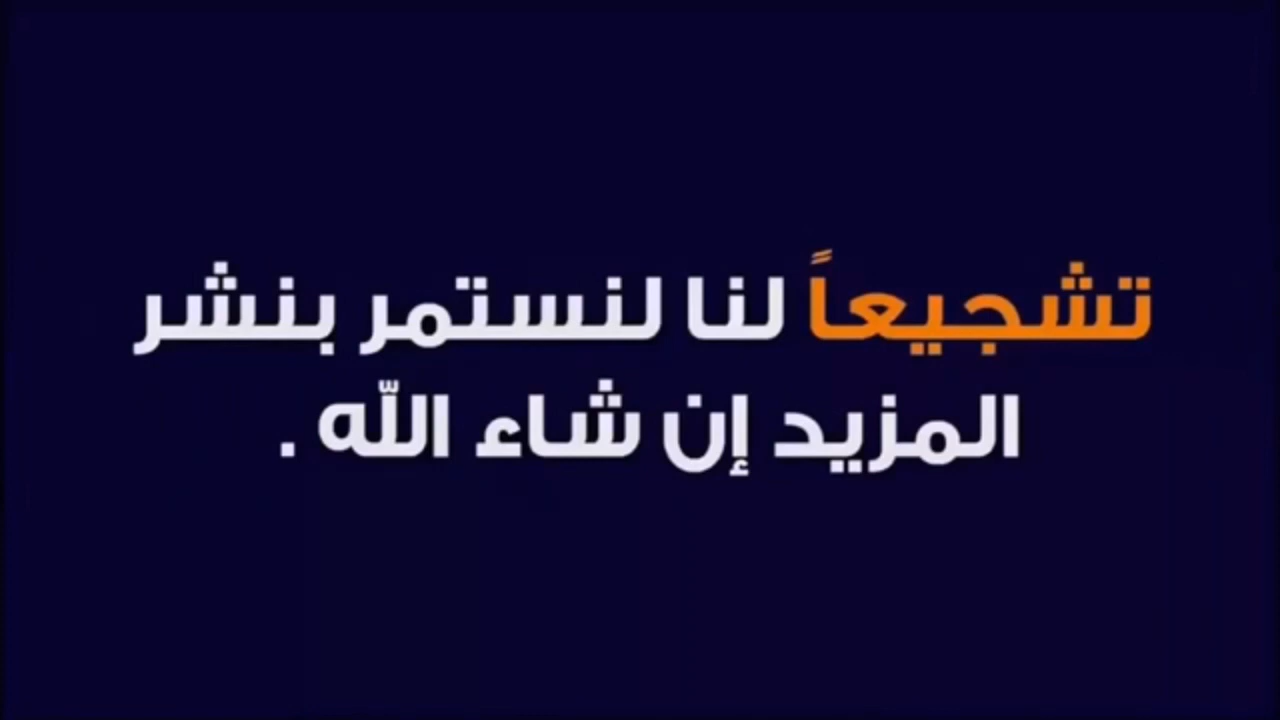 تشجيعاً لنا لنستمر بنشر
المزيد إن شاء اللّه .